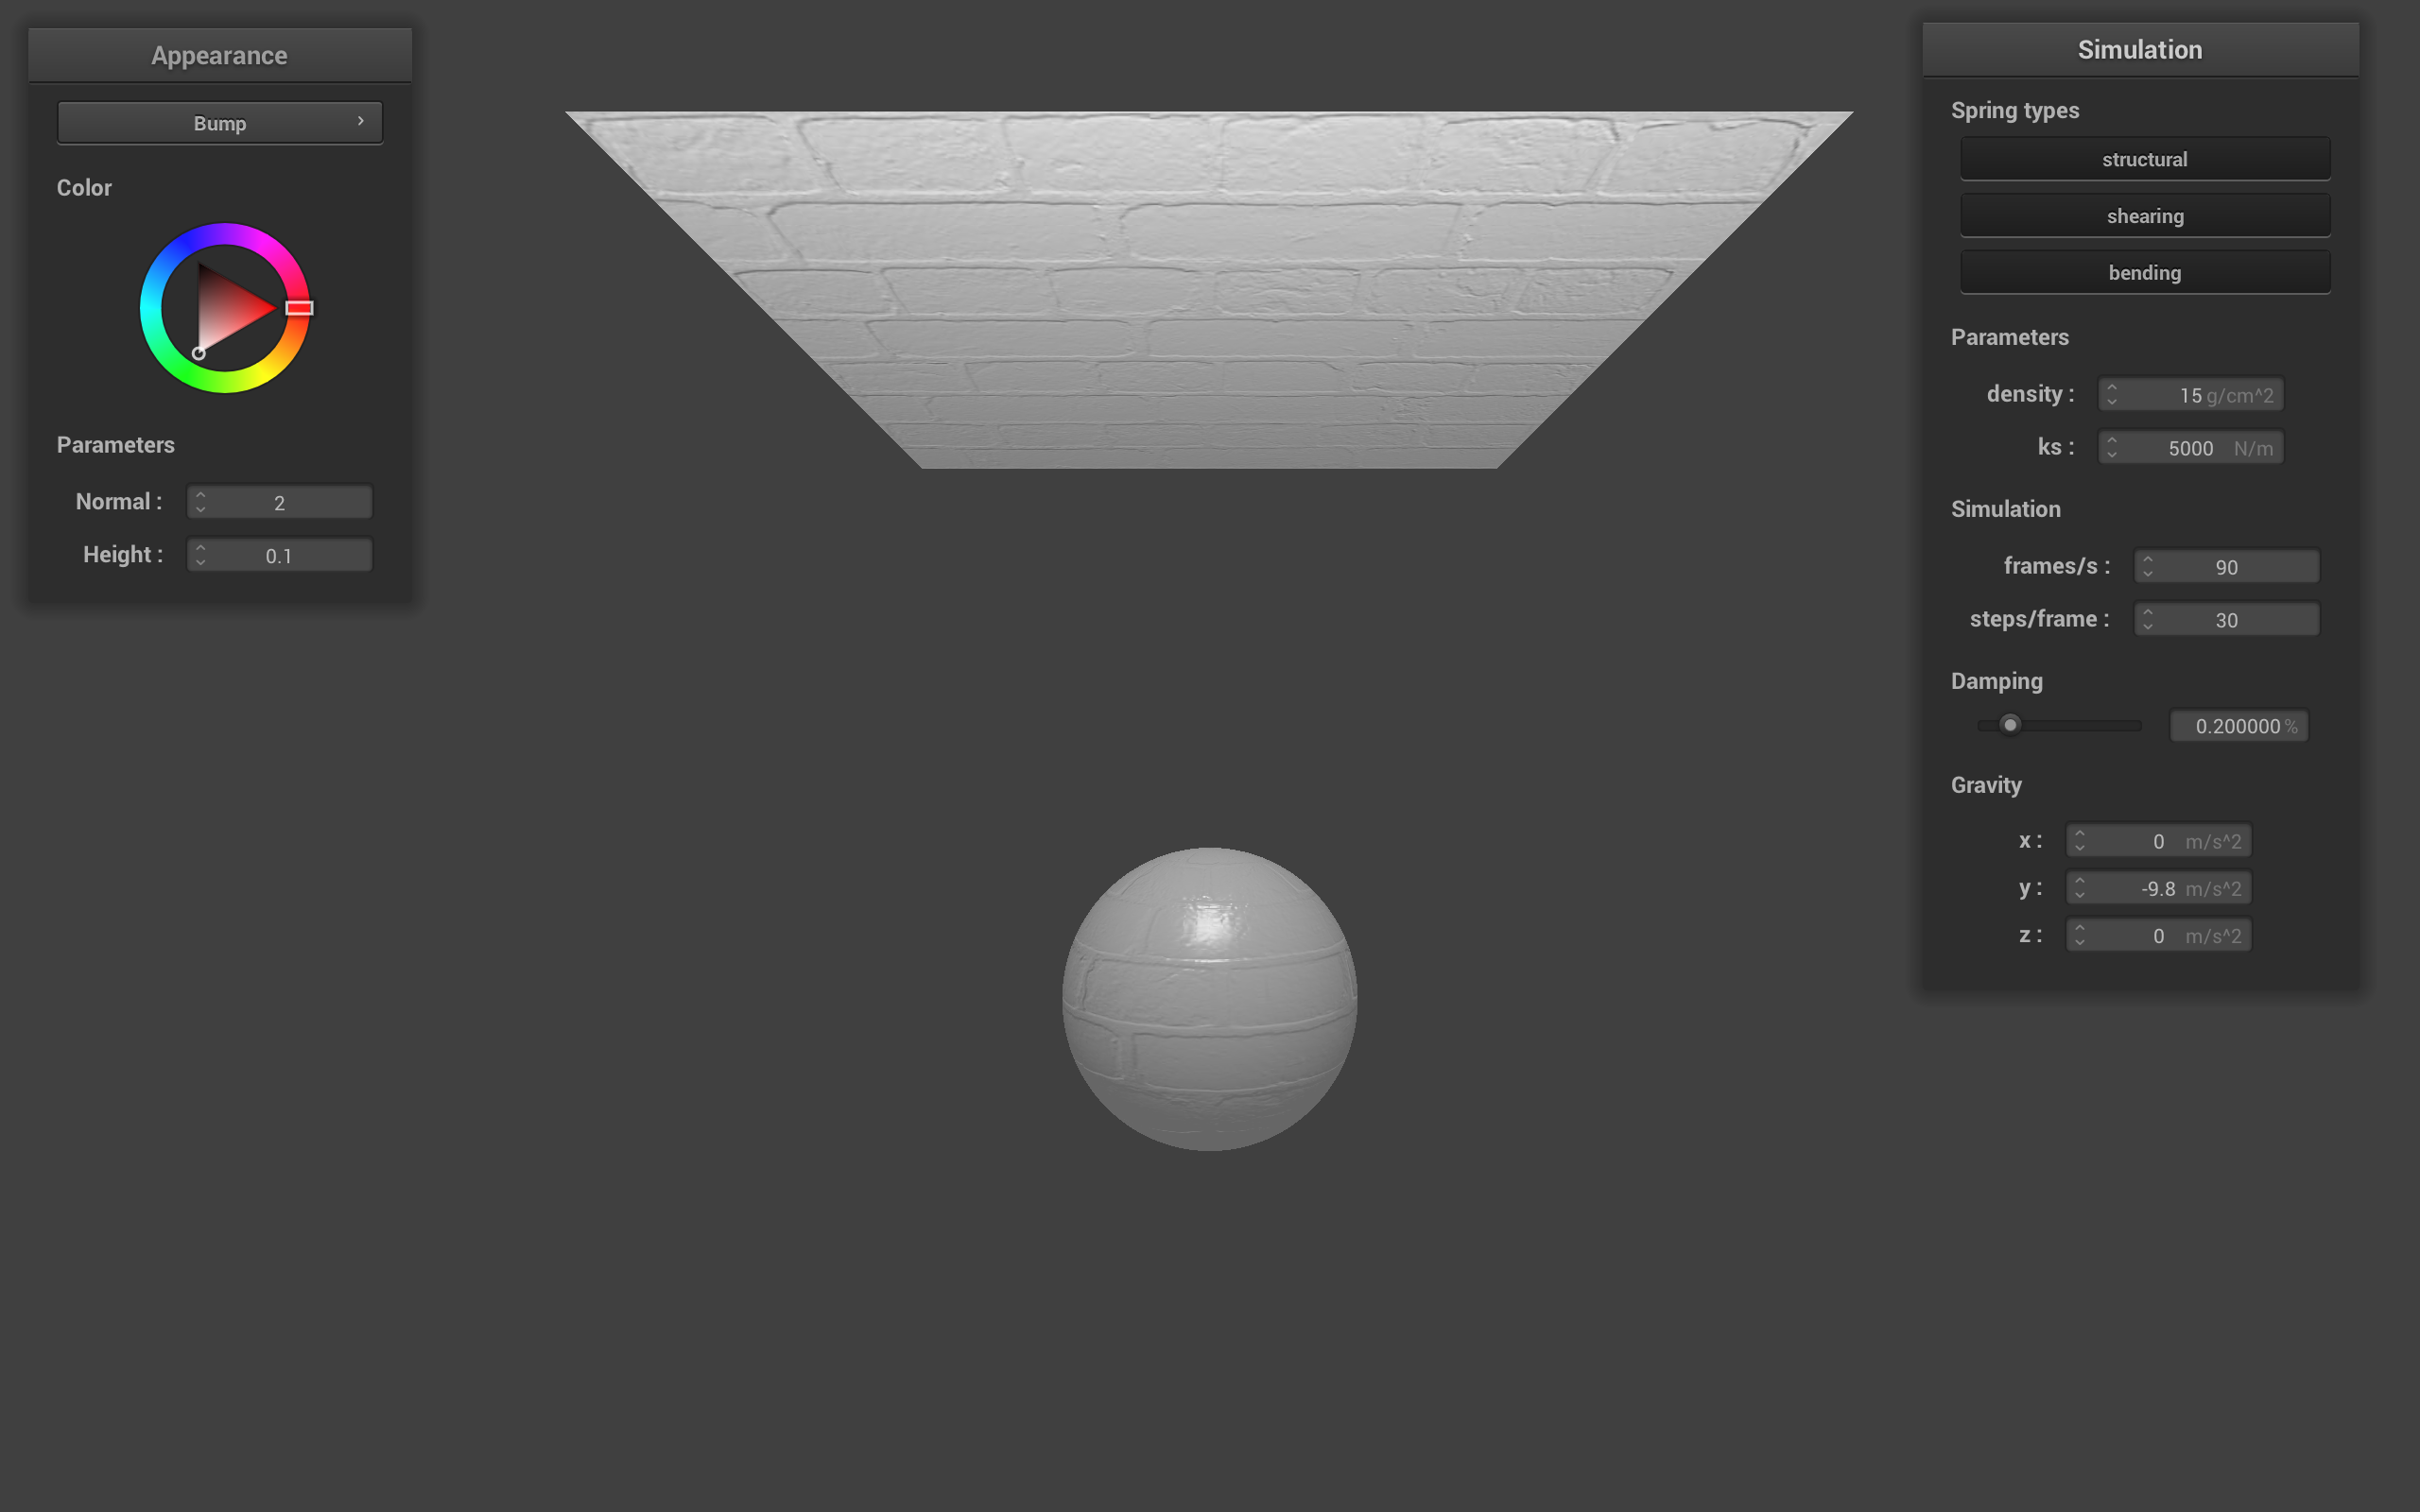 Appearance
Bump
Color
Parameters
Normal : 2
Height : 0.1
Simulation
Spring types
structural
shearing
bending
Parameters
density : 15 g/cm^2
ks : 5000 N/m
Simulation
frames/s : 90
steps/frame : 30
Damping
0.200000 %
Gravity
x : 0 m/s^2
y : -9.8 m/s^2
z : 0 m/s^2